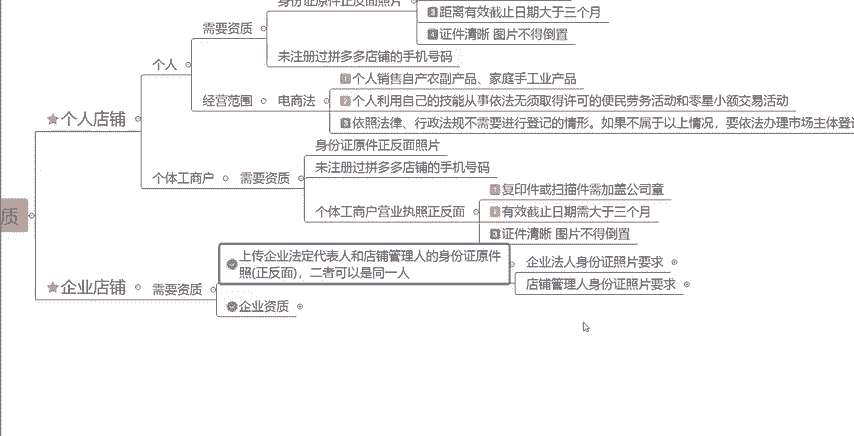 身份证原件正反面照片
距离有效截止日期大于三个月
需要资质
证件清晰 图片不得倒置
未注册过拼多多店铺的手机号码
个人
个人销售自产农副产品、家庭手工业产品
经营范围
电商法
个人利用自己的技能从事依法无须取得许可的便民劳务活动和零星小额交易活动
个人店铺
依照法律、行政法规不需要进行登记的情形。如果不属于以上情况，要依法办理市场主体登
身份证原件正反面照片
未注册过拼多多店铺的手机号码
个体工商户
需要资质
复印件或扫描件需加盖公司章
个体工商户营业执照正反面
有效截止日期需大于三个月
质
证件清晰 图片不得倒置
上传企业法定代表人和店铺管理人的身份证原件
照(正反面)，二者可以是同一人
企业法人身份证照片要求
店铺管理人身份证照片要求
企业店铺
需要资质
企业资质